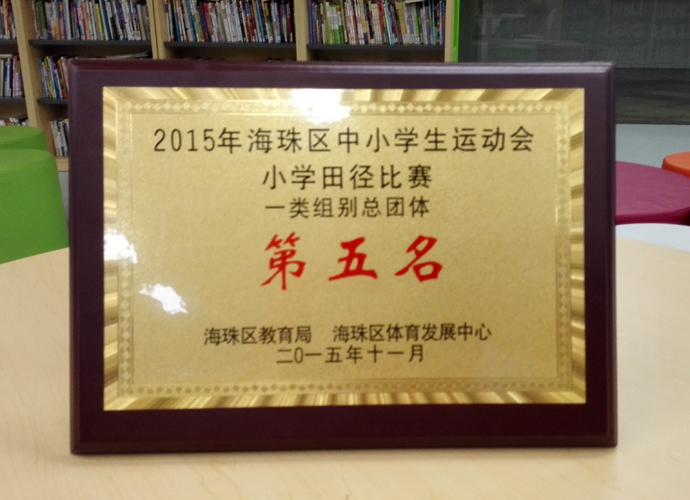 2015年海珠区中小学生运动会
小学田径比赛
一类组别总团体
第五名
海珠区教育局 海珠区体育发展中心
二0一五年十一月